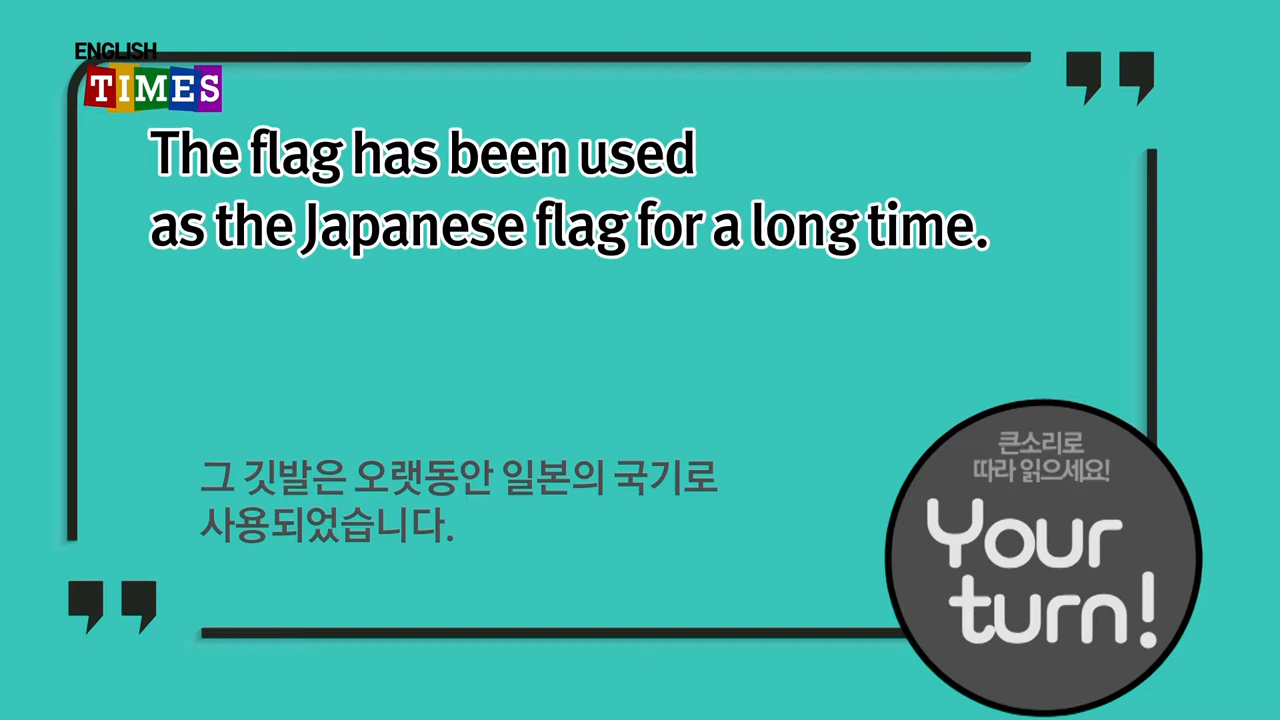 ENGLISH
TIMES
The flag has been used
as the Japanese flag for a long time.
그 깃발은 오랫동안 일본의 국기로
사용되었습니다.
큰소리로
따라 읽으세요!
Your
turn!